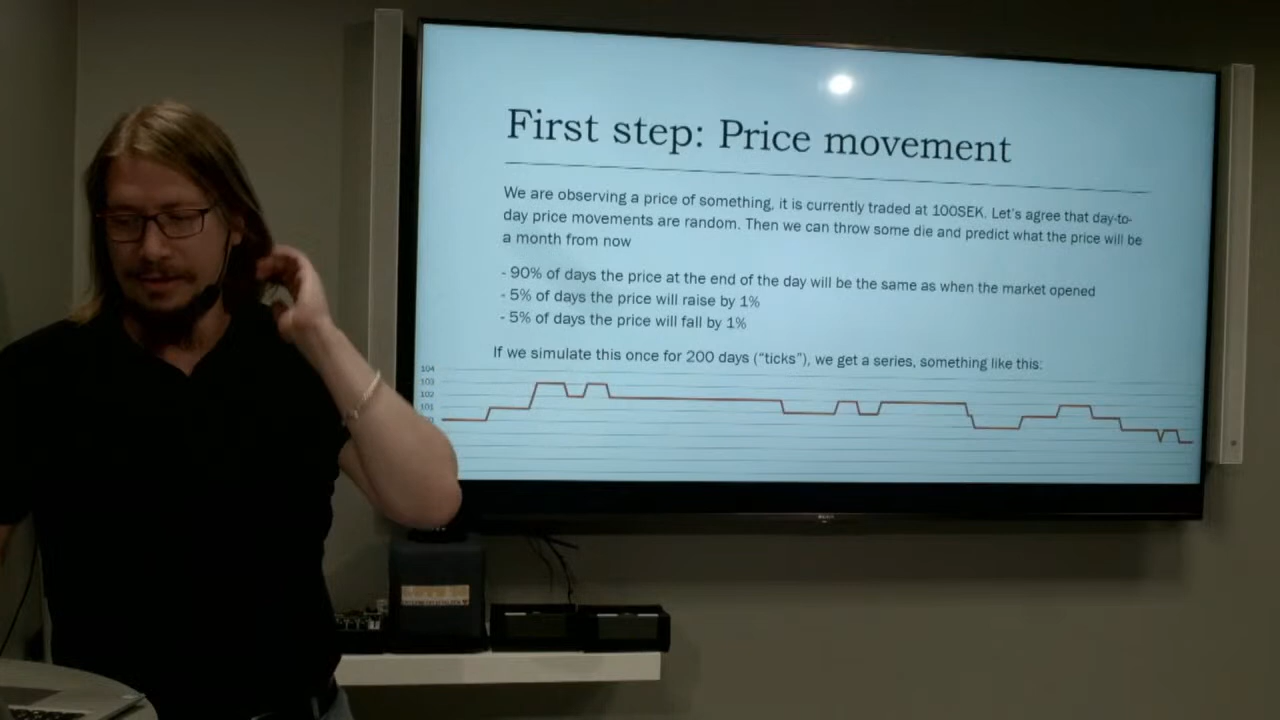 First step: Price movement
We are observing a price of something, it is currently traded at 100SEK. Let's agree that day-to-
day price movements are random. Then we can throw some die and predict what the price will be
a month from now
- 90% of days the price at the end of the day will be the same as when the market opened
- 5% of days the price will raise by 1%
- 5% of days the price will fall by 1%
If we simulate this once for 200 days ("ticks"), we get a series, something like this:
104
103
102
101